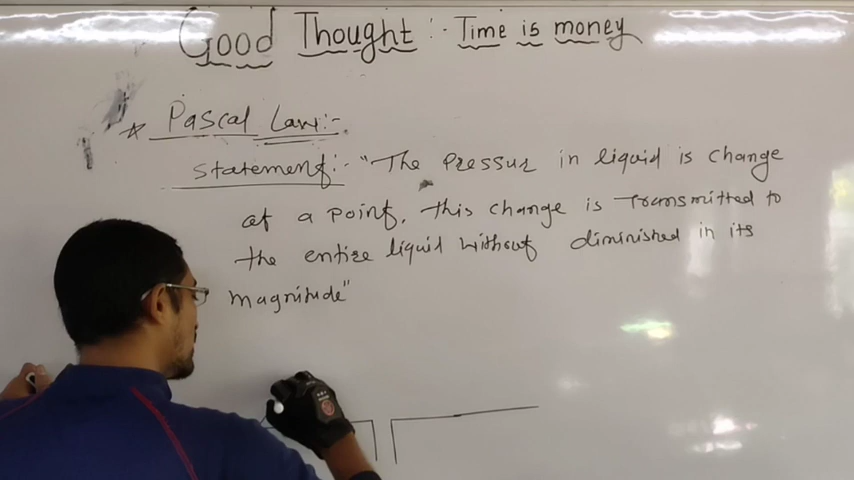 Good Thought :- Time is money
* Pascal Law:-
Statement:- "The Pressur in liquid is change
at a point, this change is Transmitted to
the entire liquid without diminished in its
magnitude"